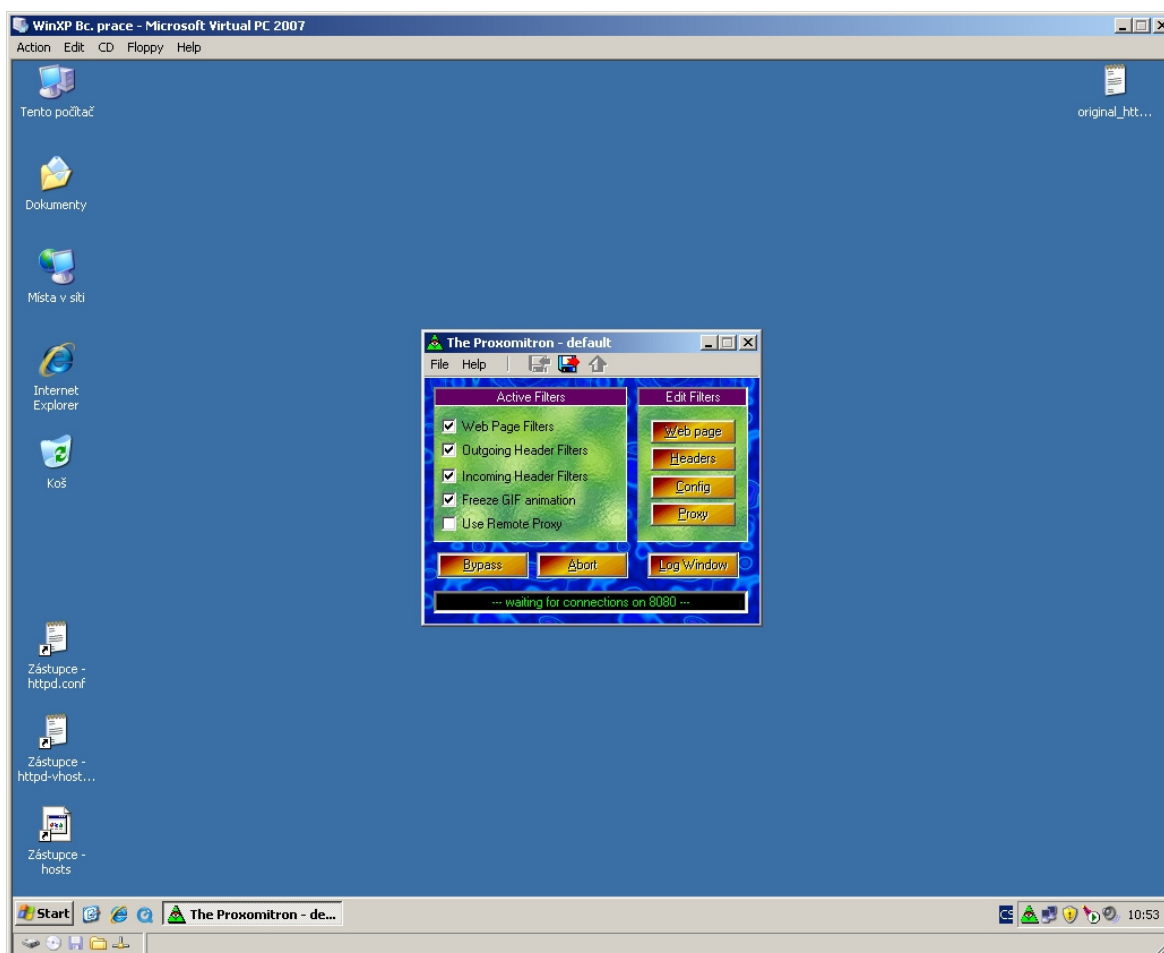 WinXP Bc. prace - Microsoft Virtual PC 2007
Action Edit CD Floppy Help
Tento počítač
original_htt...
Dokumenty
Místa v síti
Internet
Explorer
Koš
The Proxomitron - default
File Help
Active Filters
Web Page Filters
Outgoing Header Filters
Incoming Header Filters
Freeze GIF animation
Use Remote Proxy
Edit Filters
Web page
Headers
Config
Proxy
Bypass Abort Log Window
--- waiting for connections on 8080 ---
Zástupce -
httpd.conf
Zástupce -
httpd-vhost...
Zástupce -
hosts
Start The Proxomitron - de... CS 10:53